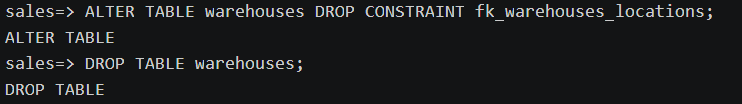 sales=> ALTER TABLE warehouses DROP CONSTRAINT fk_warehouses_locations;
ALTER TABLE
sales=> DROP TABLE warehouses;
DROP TABLE